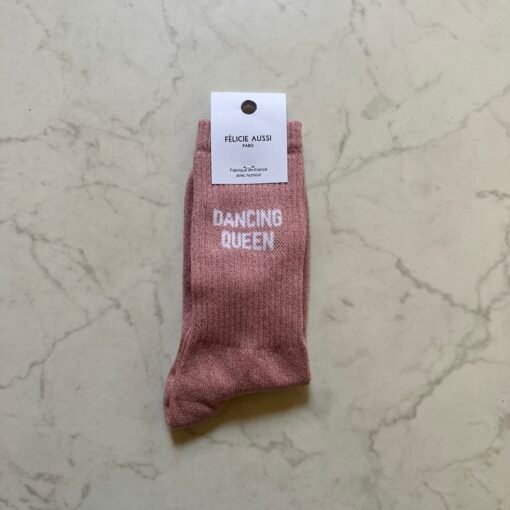 FÉLICIE AUSSI
PARIS
Fabriqué en France
avec humour
DANCING
QUEEN